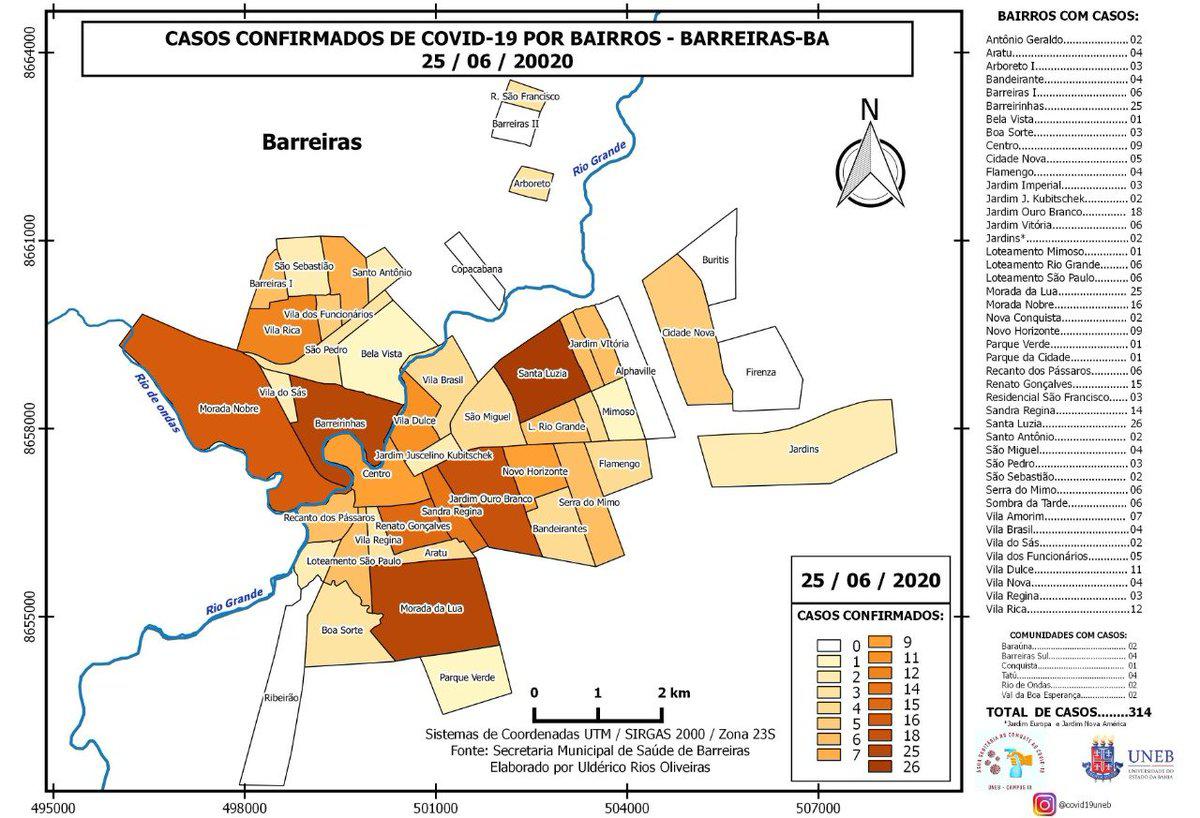 CASOS CONFIRMADOS DE COVID-19 POR BAIRROS - BARREIRAS-BA
25 / 06 / 20020
8664000
8661000
8658000
8655000
495000
498000
501000
504000
507000
Barreiras
N
R. São Francisco
Barreiras II
Rio Grande
Arboreto
Buritis
Copacabana
São Sebastião
Santo Antônio
Barreiras I
Vila dos Funcionários
Vila Rica
Cidade Nova
Jardim VItória
São Pedro
Bela Vista
Alphaville
Firenza
Santa Luzia
Vila Brasil
Rio de ondas
Vila do Sás
Morada Nobre
Mimoso
São Miguel
Barreirinhas
Vila Dulce
L. Rio Grande
Jardins
Jardim Juscelino Kubitschek
Flamengo
Centro
Novo Horizonte
Jardim Ouro Branco
Serra do Mimo
Sandra Regina
Recanto dos Pássaros
Renato Gonçalves
Bandeirantes
Vila Regina
Aratu
Loteamento São Paulo
Rio Grande
Morada da Lua
Boa Sorte
Parque Verde
Ribeirão
0 1 2 km
Sistemas de Coordenadas UTM / SIRGAS 2000 / Zona 23S
Fonte: Secretaria Municipal de Saúde de Barreiras
Elaborado por Uldérico Rios Oliveiras
25 / 06 / 2020
CASOS CONFIRMADOS:
0
1
2
3
4
5
6
7
9
11
12
14
15
16
18
25
26
BAIRROS COM CASOS:
Antônio Geraldo.............. 02
Aratu............................ 04
Arboreto I...................... 03
Bandeirante................... 04
Barreiras I..................... 06
Barreirinhas................... 25
Bela Vista...................... 01
Boa Sorte...................... 03
Centro.......................... 09
Cidade Nova.................. 05
Flamengo...................... 04
Jardim Imperial............... 03
Jardim J. Kubitschek........ 02
Jardim Ouro Branco......... 18
Jardim Vitória................. 06
Jardins*........................ 02
Loteamento Mimoso........ 01
Loteamento Rio Grande.... 06
Loteamento São Paulo..... 06
Morada da Lua............... 25
Morada Nobre................ 16
Nova Conquista.............. 02
Novo Horizonte.............. 09
Parque Verde................. 01
Parque da Cidade........... 01
Recanto dos Pássaros...... 06
Renato Gonçalves........... 15
Residencial São Francisco.. 03
Sandra Regina................ 14
Santa Luzia.................... 26
Santo Antônio................ 02
São Miguel..................... 04
São Pedro...................... 03
São Sebastião................. 02
Serra do Mimo................ 06
Sombra da Tarde............. 06
Vila Amorim................... 07
Vila Brasil...................... 04
Vila do Sás..................... 02
Vila dos Funcionários........ 05
Vila Dulce...................... 11
Vila Nova....................... 04
Vila Regina..................... 03
Vila Rica........................ 12
COMUNIDADES COM CASOS:
Baraúna.................... 02
Barreiras Sul.............. 04
Conquista.................. 01
Tatú......................... 04
Rio de Ondas............. 02
Val da Boa Esperança... 02
TOTAL DE CASOS........314
*Jardim Europa e Jardim Nova América
UNEB - CAMPUS IX
UNEB
UNIVERSIDADE DO
ESTADO DA BAHIA
@covid19uneb